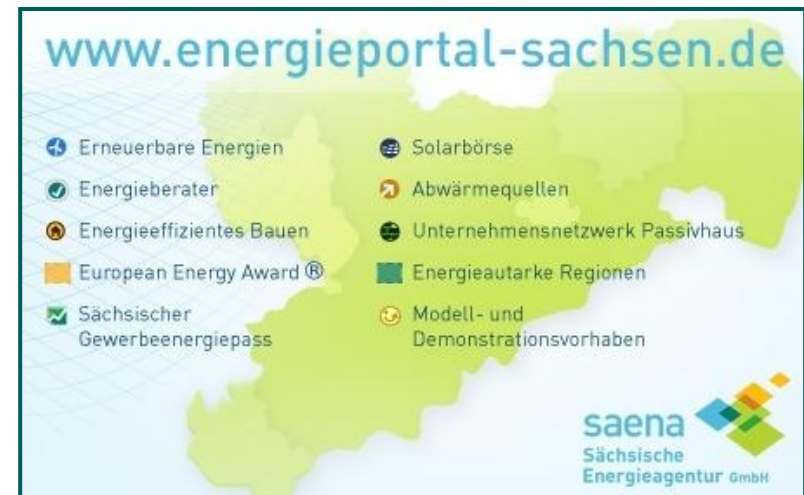 www.energieportal-sachsen.de
Erneuerbare Energien
Energieberater
Energieeffizientes Bauen
European Energy Award ®
Sächsischer
Gewerbeenergiepass
Solarbörse
Abwärmequellen
Unternehmensnetzwerk Passivhaus
Energieautarke Regionen
Modell- und
Demonstrationsvorhaben
saena
Sächsische
Energieagentur GmbH